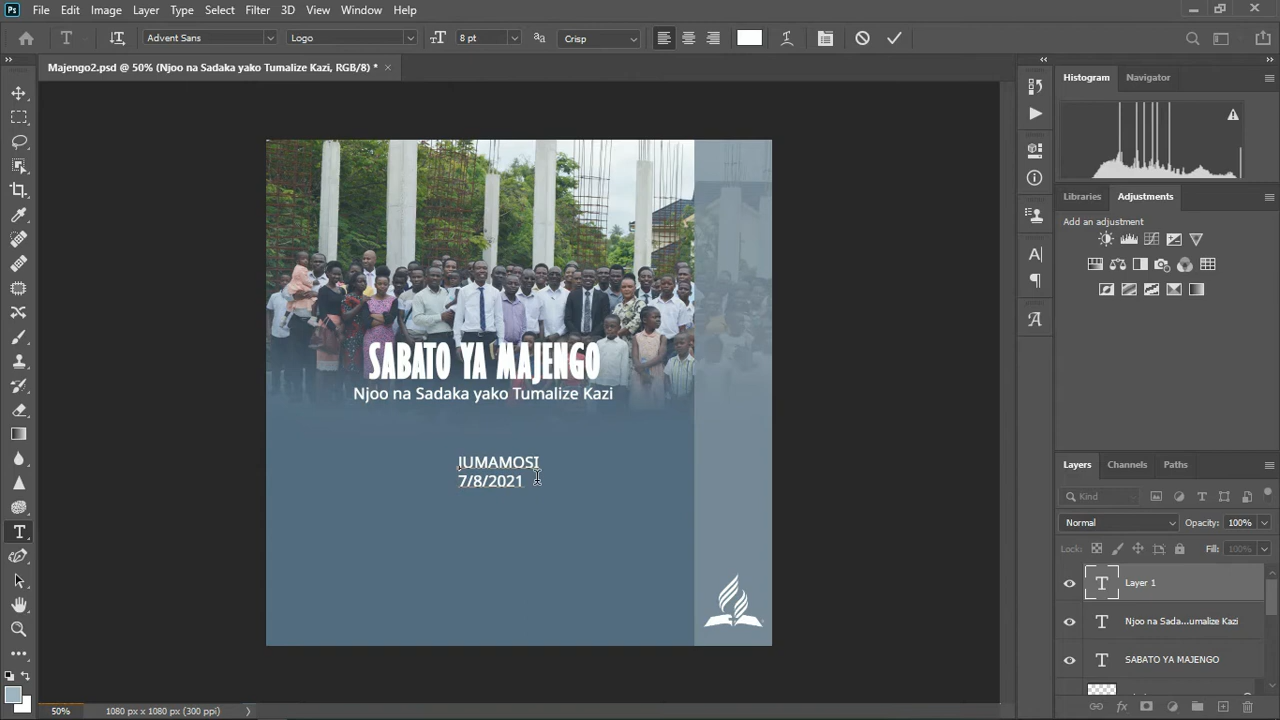 Ps File Edit Image Layer Type Select Filter 3D View Window Help
Advent Sans Logo 8 pt Crisp
Majengo2.psd @ 50% (Njoo na Sadaka yako Tumalize Kazi, RGB/8) *
Histogram Navigator
Libraries Adjustments
Add an adjustment
SABATO YA MAJENGO
Njoo na Sadaka yako Tumalize Kazi
JUMAMOSI
7/8/2021
Layers Channels Paths
Kind
Normal Opacity: 100%
Lock: Fill: 100%
Layer 1
Njoo na Sada...umalize Kazi
SABATO YA MAJENGO
50% 1080 px x 1080 px (300 ppi)